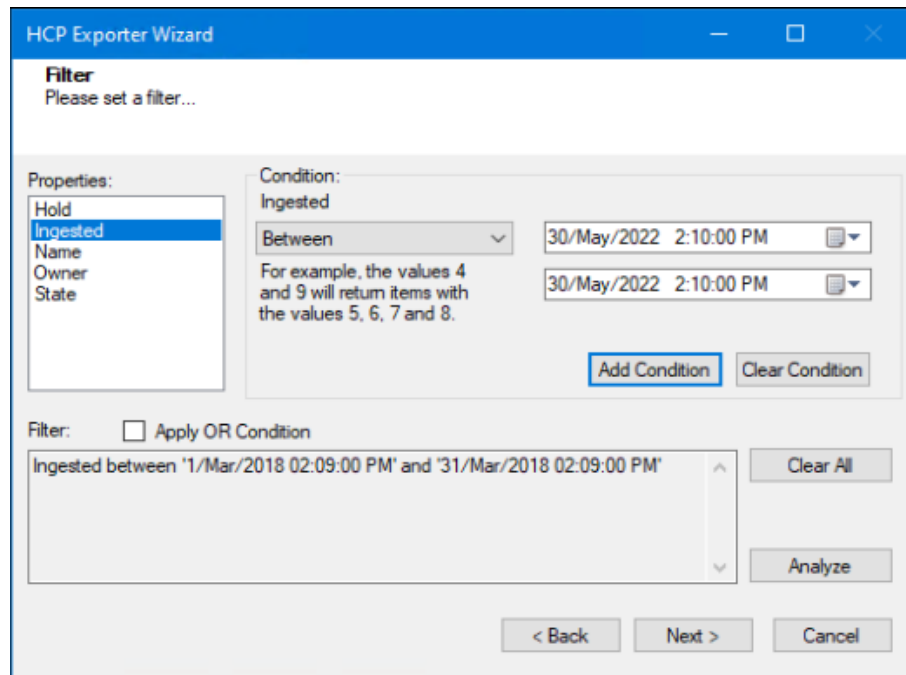 HCP Exporter Wizard
Filter
Please set a filter...
Properties:
Hold
Ingested
Name
Owner
State
Condition:
Ingested
Between
30/May/2022 2:10:00 PM
For example, the values 4
and 9 will return items with
the values 5, 6, 7 and 8.
30/May/2022 2:10:00 PM
Add Condition
Clear Condition
Filter:
Apply OR Condition
Ingested between '1/Mar/2018 02:09:00 PM' and '31/Mar/2018 02:09:00 PM'
Clear All
Analyze
< Back
Next >
Cancel